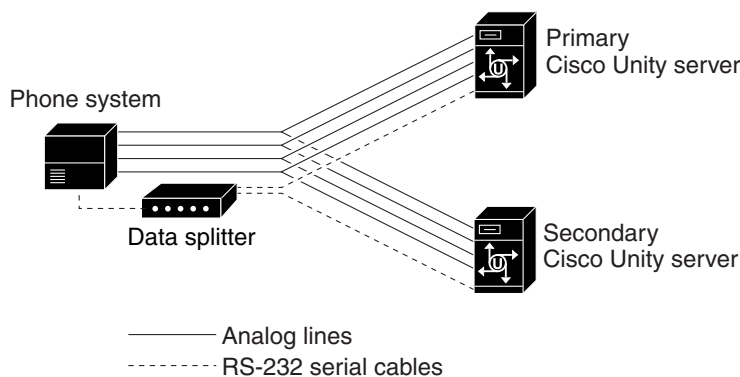 Primary
Cisco Unity server
Phone system
Data splitter
Secondary
Cisco Unity server
Analog lines
RS-232 serial cables
U
U